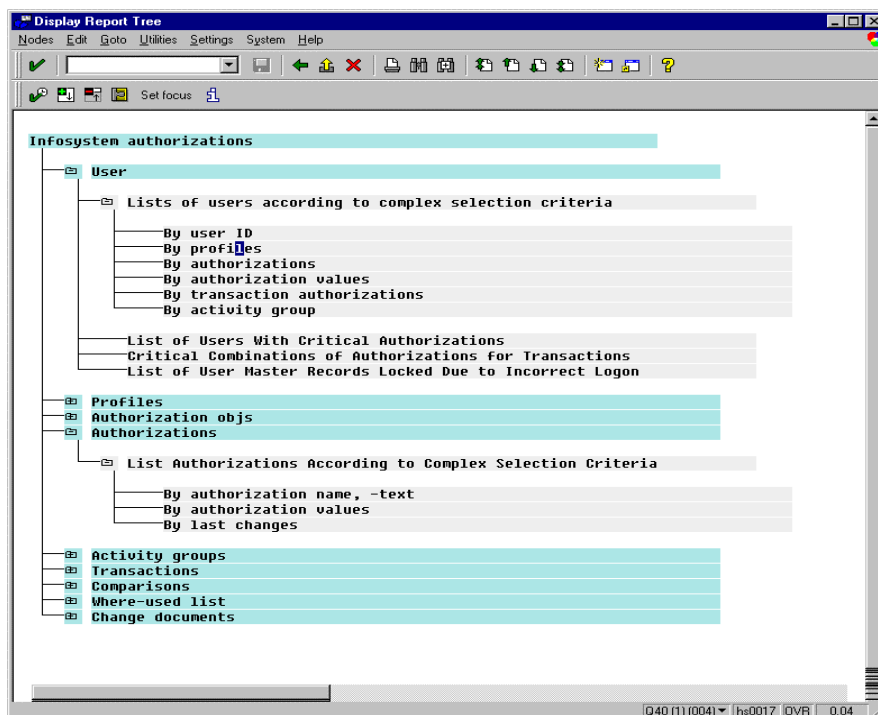 Display Report Tree
Nodes Edit Goto Utilities Settings System Help
Set focus
Infosystem authorizations
User
Lists of users according to complex selection criteria
By user ID
By profiles
By authorizations
By authorization values
By transaction authorizations
By activity group
List of Users With Critical Authorizations
Critical Combinations of Authorizations for Transactions
List of User Master Records Locked Due to Incorrect Logon
Profiles
Authorization objs
Authorizations
List Authorizations According to Complex Selection Criteria
By authorization name, -text
By authorization values
By last changes
Activity groups
Transactions
Comparisons
Where-used list
Change documents
Q40 (1) (004) hs0017 OVR 0.04